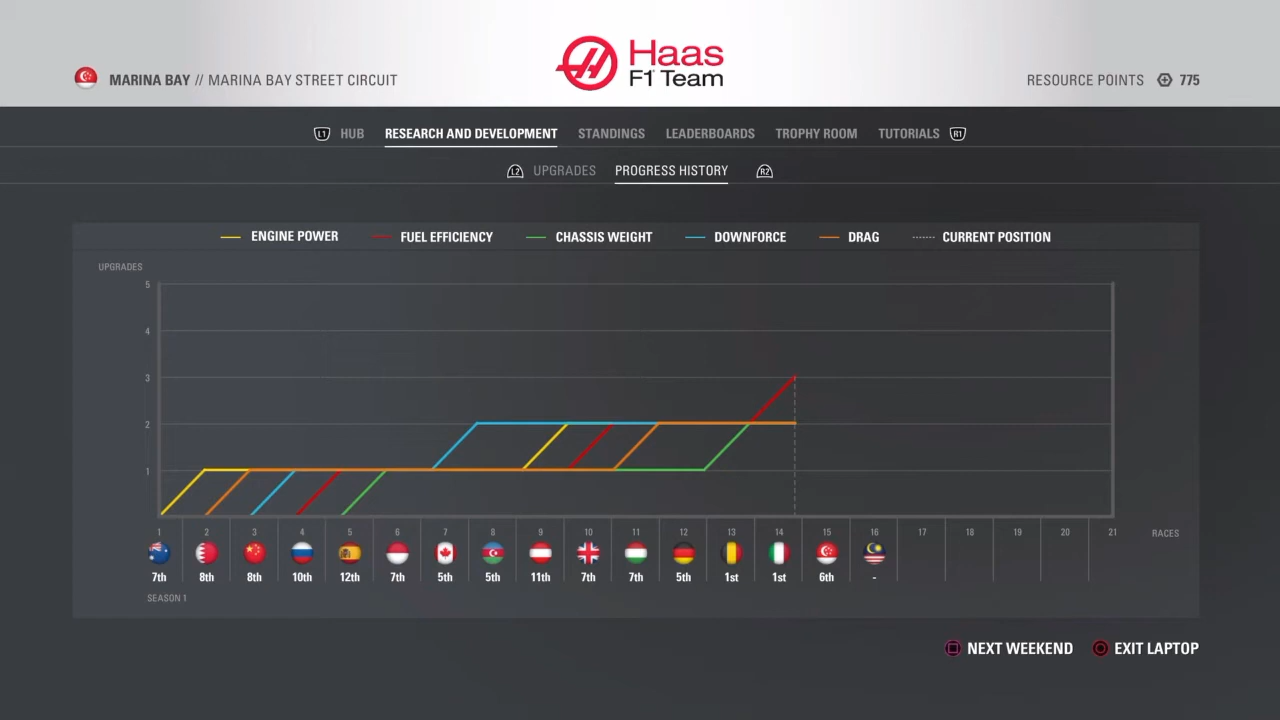 Haas
F1 Team
MARINA BAY // MARINA BAY STREET CIRCUIT
RESOURCE POINTS 775
L1 HUB RESEARCH AND DEVELOPMENT STANDINGS LEADERBOARDS TROPHY ROOM TUTORIALS R1
L2 UPGRADES PROGRESS HISTORY R2
ENGINE POWER FUEL EFFICIENCY CHASSIS WEIGHT DOWNFORCE DRAG CURRENT POSITION
UPGRADES
5
4
3
2
1
1 2 3 4 5 6 7 8 9 10 11 12 13 14 15 16 17 18 19 20 21 RACES
7th 8th 8th 10th 12th 7th 5th 5th 11th 7th 7th 5th 1st 1st 6th -
SEASON 1
NEXT WEEKEND EXIT LAPTOP